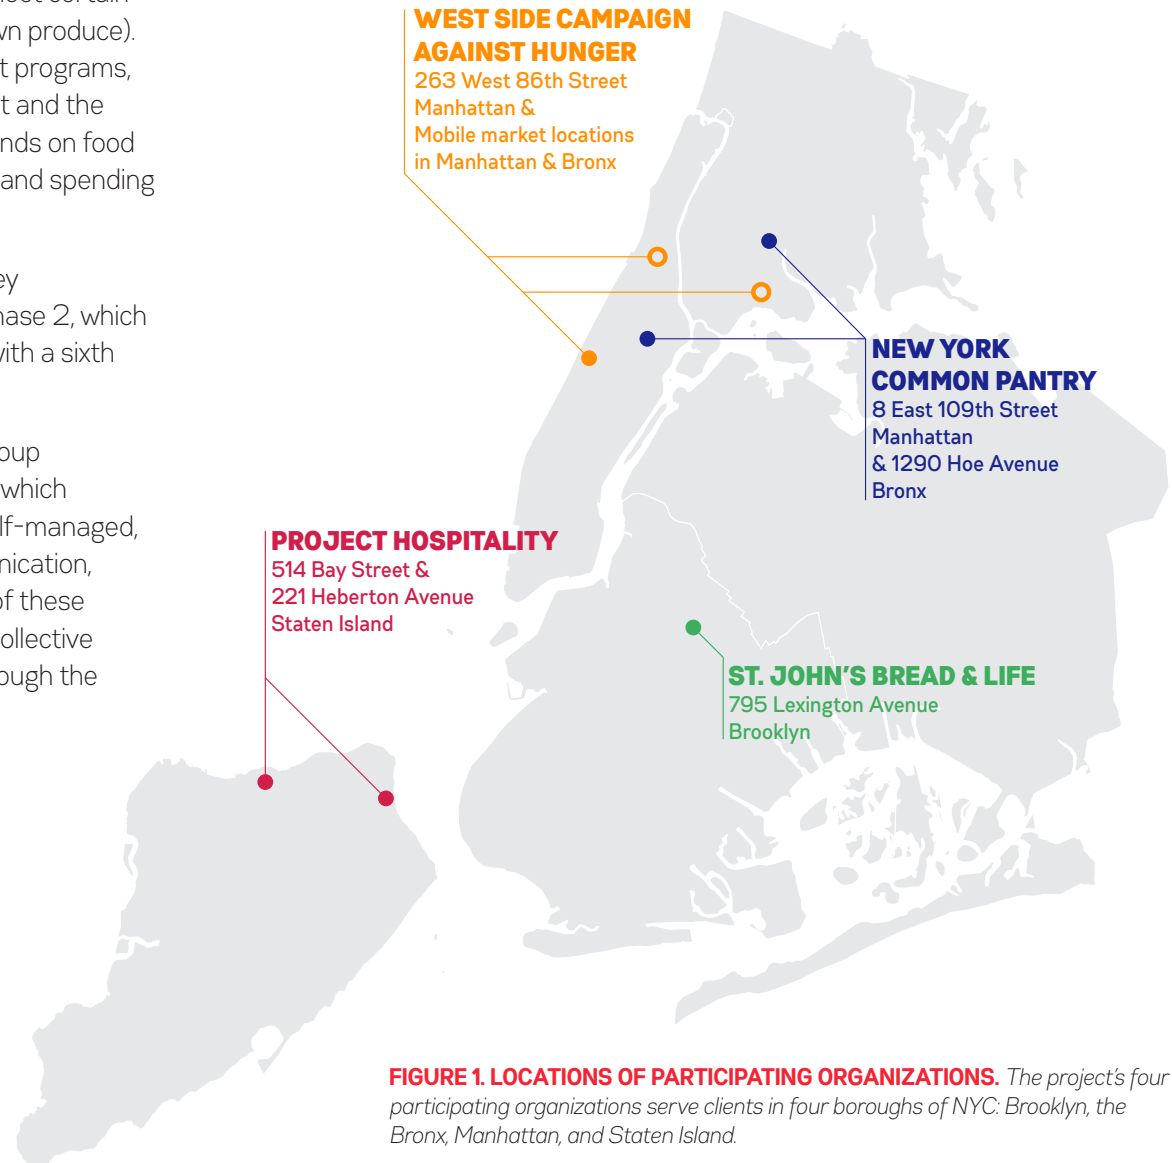 wn produce).
t programs,
t and the
nds on food
and spending
ey
hase 2, which
with a sixth
oup
which
lf-managed,
nication,
of these
ollective
ough the
WEST SIDE CAMPAIGN
AGAINST HUNGER
263 West 86th Street
Manhattan &
Mobile market locations
in Manhattan & Bronx
NEW YORK
COMMON PANTRY
8 East 109th Street
Manhattan
& 1290 Hoe Avenue
Bronx
PROJECT HOSPITALITY
514 Bay Street &
221 Heberton Avenue
Staten Island
ST. JOHN'S BREAD & LIFE
795 Lexington Avenue
Brooklyn
FIGURE 1. LOCATIONS OF PARTICIPATING ORGANIZATIONS. The project's four
participating organizations serve clients in four boroughs of NYC: Brooklyn, the
Bronx, Manhattan, and Staten Island.